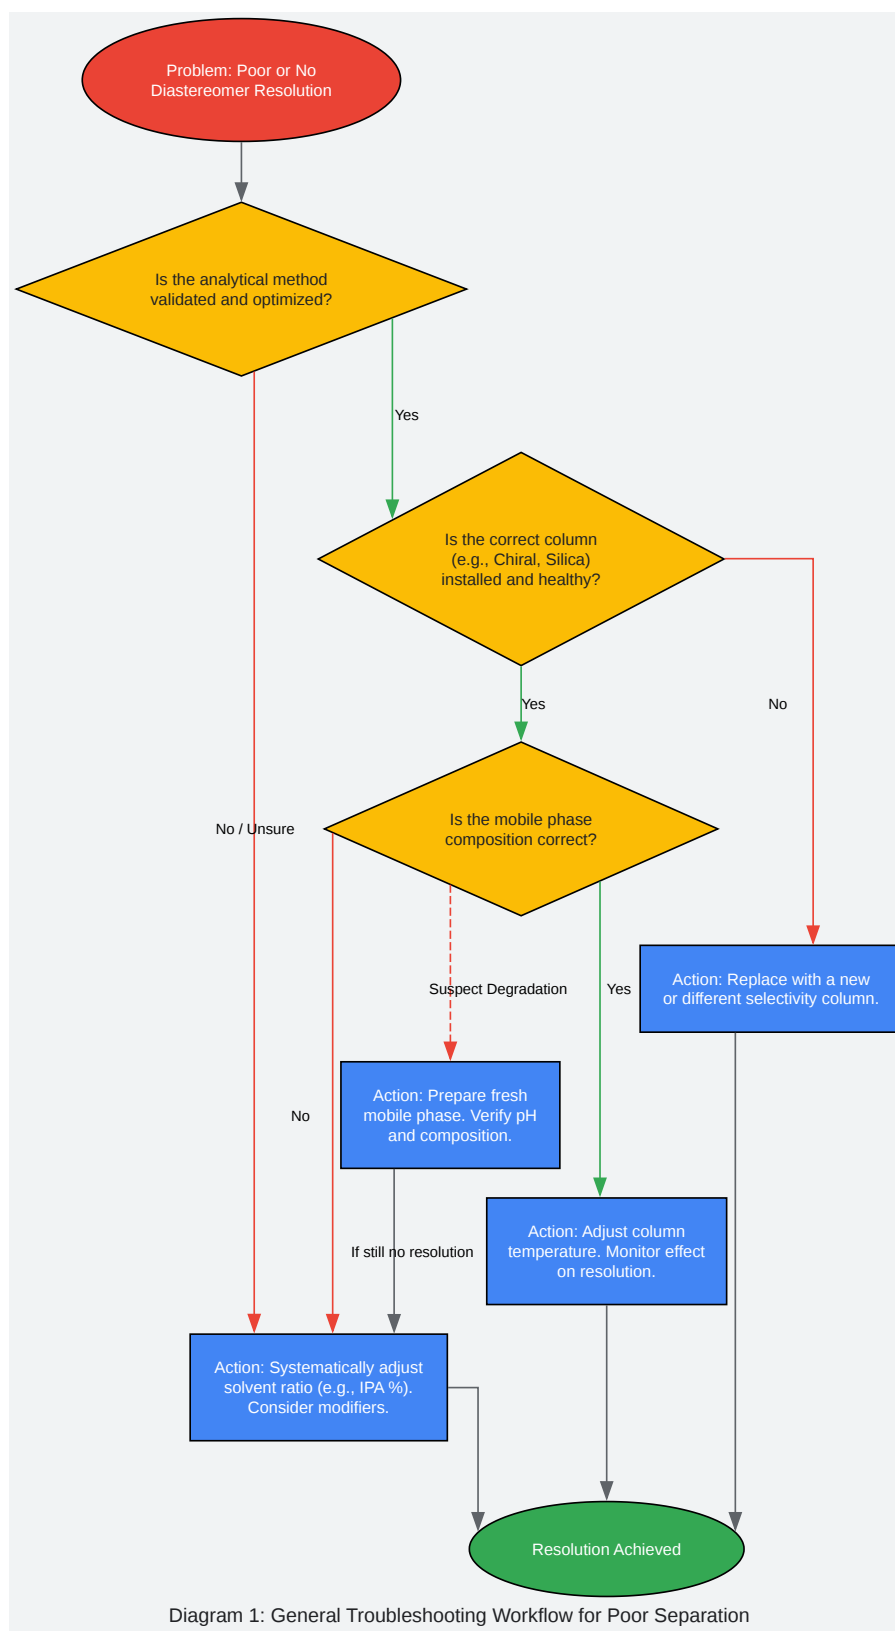 Problem: Poor or No
Diastereomer Resolution
Is the analytical method
validated and optimized?
Yes
Is the correct column
(e.g., Chiral, Silica)
installed and healthy?
Yes
No
No / Unsure
Is the mobile phase
composition correct?
Suspect Degradation
Yes
Action: Replace with a new
or different selectivity column.
No
Action: Prepare fresh
mobile phase. Verify pH
and composition.
If still no resolution
Action: Adjust column
temperature. Monitor effect
on resolution.
Action: Systematically adjust
solvent ratio (e.g., IPA %).
Consider modifiers.
Resolution Achieved
Diagram 1: General Troubleshooting Workflow for Poor Separation